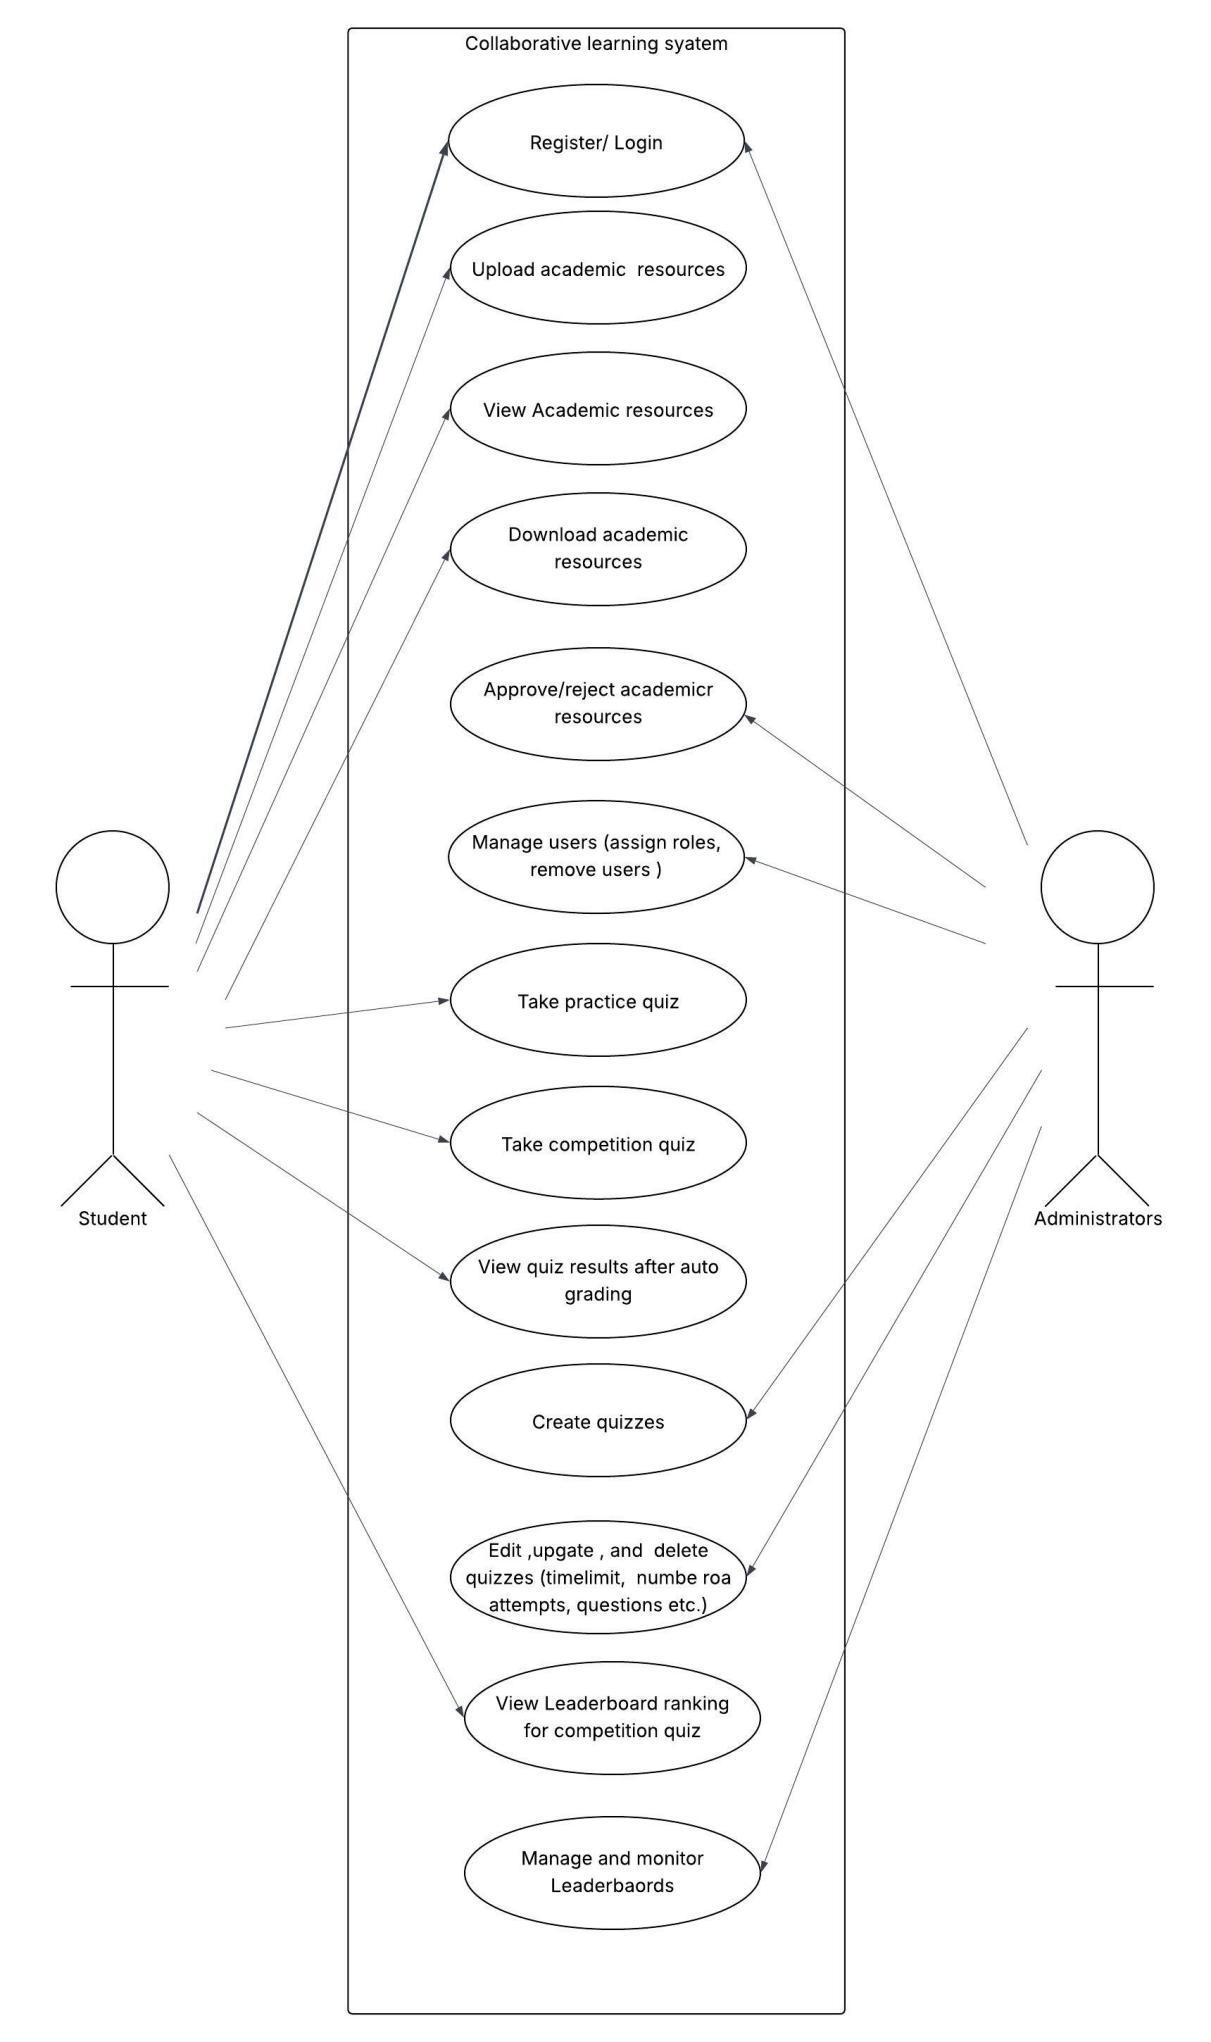 Collaborative learning syatem
Register/ Login
Upload academic  resources
View Academic resources
Download academic
resources
Approve/reject academicr
resources
Manage users (assign roles,
remove users )
Take practice quiz
Take competition quiz
Student
Administrators
View quiz results after auto
grading
Create quizzes
Edit ,upgate , and  delete
quizzes (timelimit,  numbe roa
attempts, questions etc.)
View Leaderboard ranking
for competition quiz
Manage and monitor
Leaderbaords